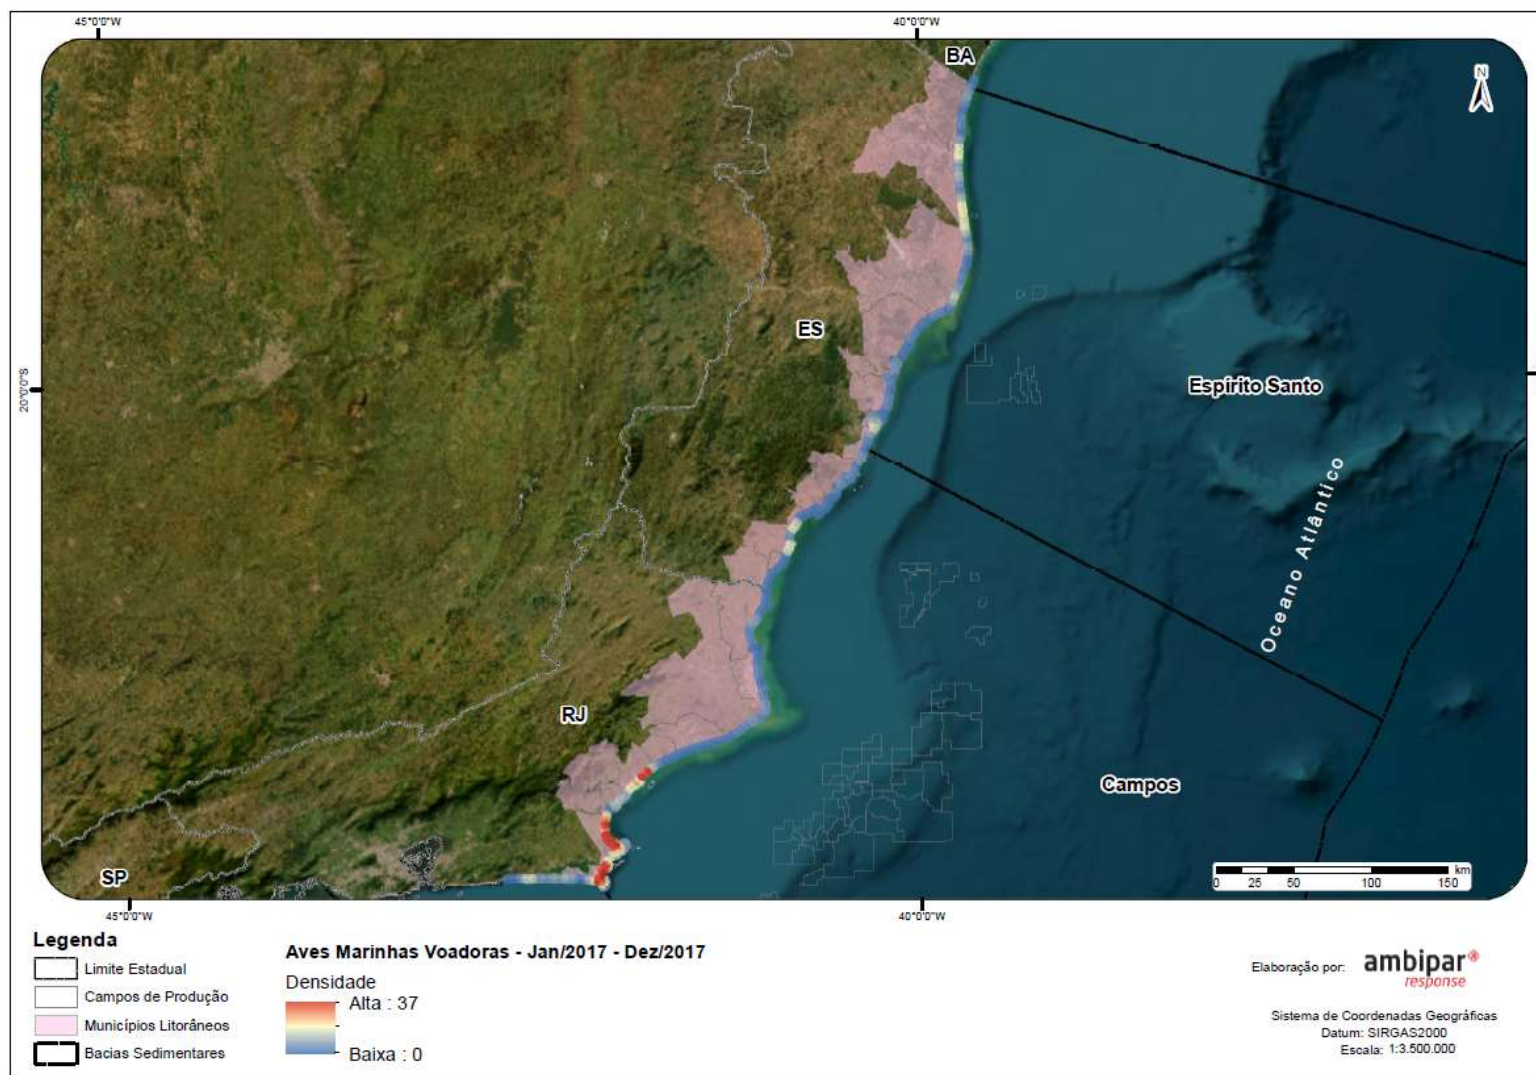 45°0'0"W
40°0'0"W
BA
N
ES
20°0'0"S
Espírito Santo
Oceano Atlântico
RJ
Campos
SP
km
0 25 50 100 150
45°0'0"W
40°0'0"W
Legenda
Limite Estadual
Campos de Produção
Municípios Litorâneos
Bacias Sedimentares
Aves Marinhas Voadoras - Jan/2017 - Dez/2017
Densidade
Alta : 37
Baixa : 0
Elaboração por:
ambipar®
response
Sistema de Coordenadas Geográficas
Datum: SIRGAS2000
Escala: 1:3.500.000